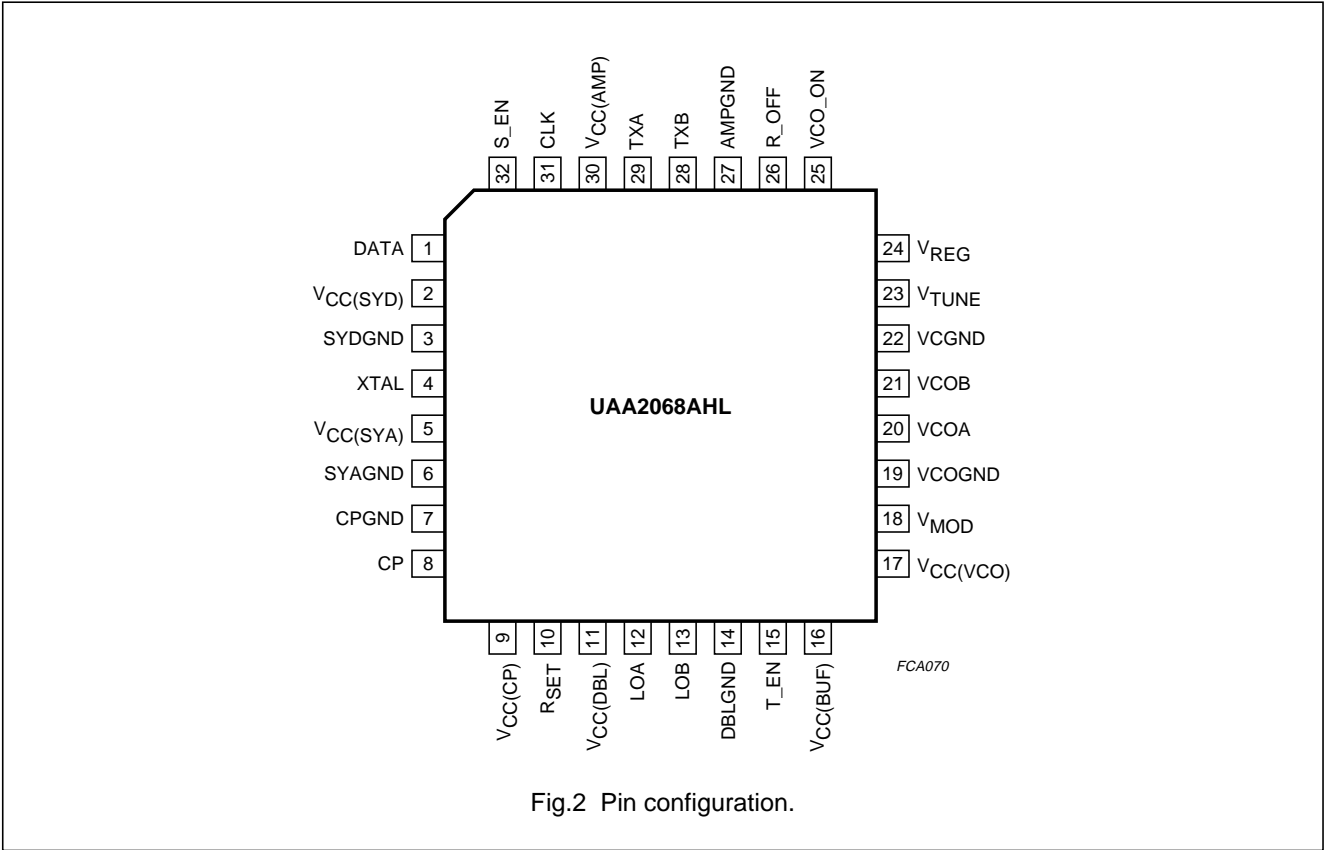 S_EN
CLK
VCC(AMP)
TXA
TXB
AMPGND
R_OFF
VCO_ON
32
31
30
29
28
27
26
25
DATA 1
VCC(SYD) 2
SYDGND 3
XTAL 4
VCC(SYA) 5
SYAGND 6
CPGND 7
CP 8
UAA2068AHL
24 VREG
23 VTUNE
22 VCGND
21 VCOB
20 VCOA
19 VCOGND
18 VMOD
17 VCC(VCO)
9
10
11
12
13
14
15
16
VCC(CP)
RSET
VCC(DBL)
LOA
LOB
DBLGND
T_EN
VCC(BUF)
FCA070
Fig.2 Pin configuration.